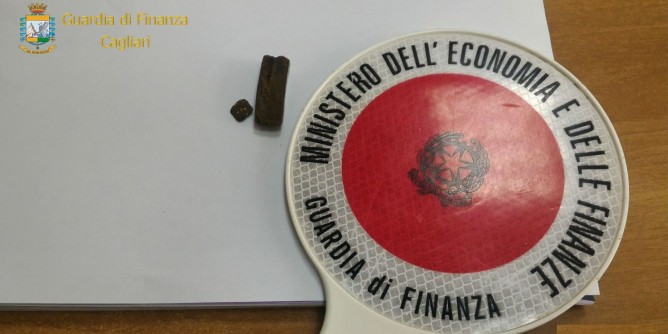 Guardia di Finanza
Cagliari
MINISTERO DELL'ECONOMIA E DELLE FINANZE
GUARDIA di FINANZA